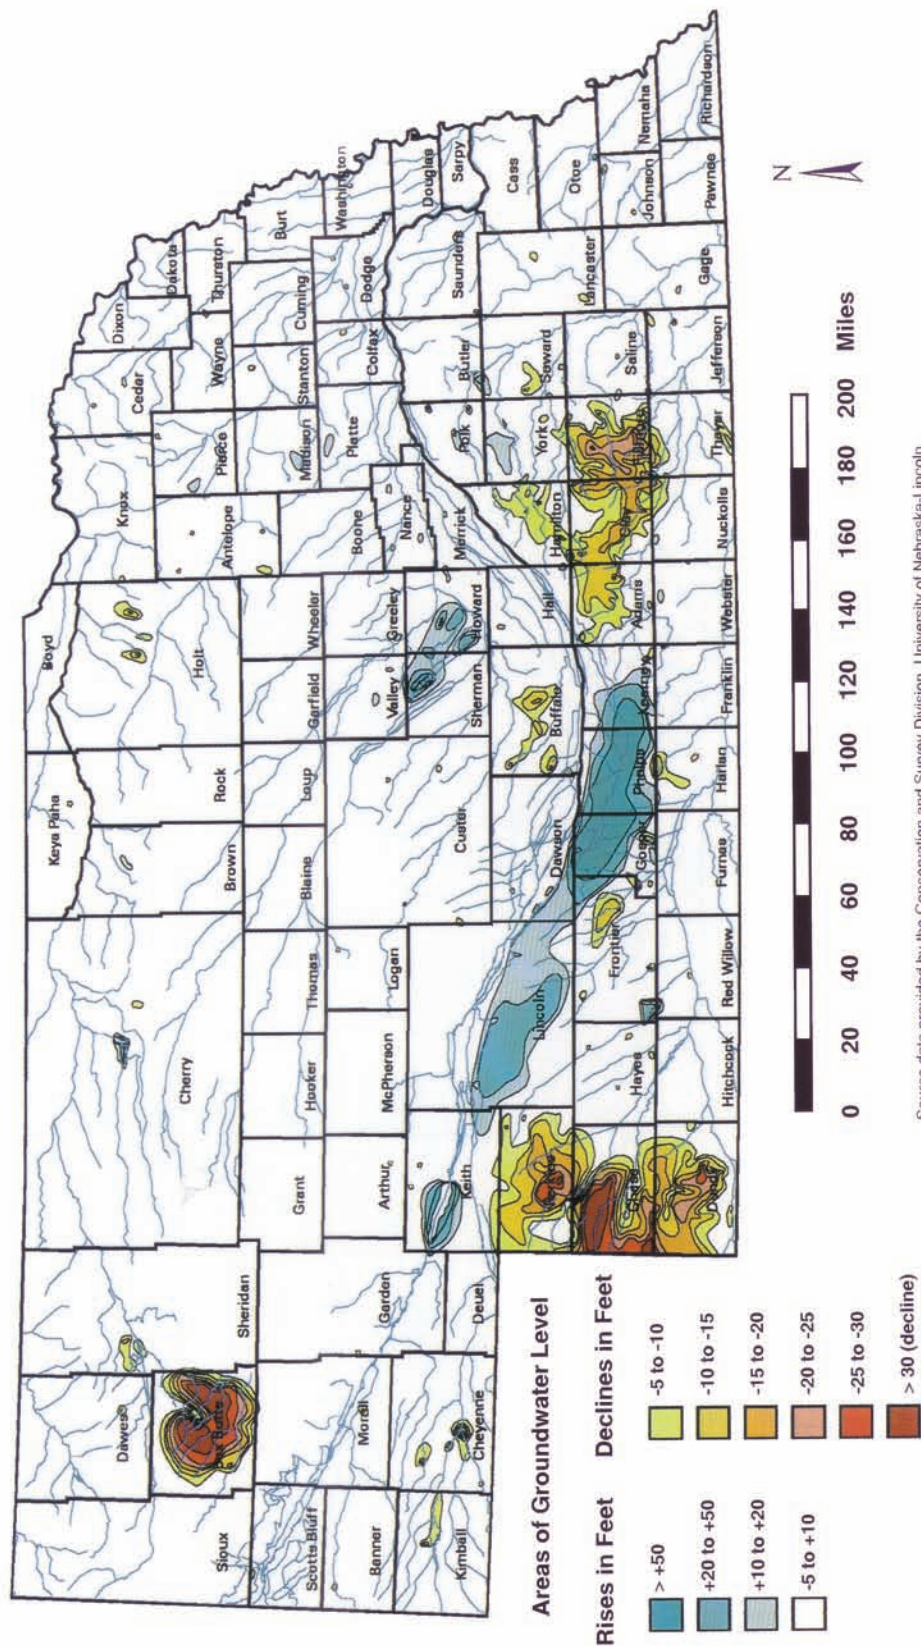 Sioux
Dawes
Box Butte
Sheridan
Scotts Bluff
Banner
Kimball
Morrill
Cheyenne
Garden
Deuel
Cherry
Grant
Hooker
Thomas
Arthur
McPherson
Logan
Keith
Lincoln
Perkins
Chase
Dundy
Hayes
Hitchcock
Frontier
Red Willow
Keya Paha
Boyd
Brown
Rock
Holt
Blaine
Loup
Garfield
Wheeler
Custer
Valley
Greeley
Sherman
Howard
Dawson
Buffalo
Hall
Gosper
Phelps
Kearney
Adams
Furnas
Harlan
Franklin
Webster
Knox
Cedar
Dixon
Dakota
Antelope
Pierce
Wayne
Thurston
Boone
Madison
Stanton
Cuming
Burt
Nance
Platte
Colfax
Dodge
Washington
Merrick
Polk
Butler
Saunders
Douglas
Sarpy
Hamilton
York
Seward
Lancaster
Cass
Otoe
Clay
Fillmore
Saline
Gage
Johnson
Nemaha
Nuckolls
Thayer
Jefferson
Pawnee
Richardson
Areas of Groundwater Level
Rises in Feet
> +50
+20 to +50
+10 to +20
-5 to +10
Declines in Feet
-5 to -10
-10 to -15
-15 to -20
-20 to -25
-25 to -30
> 30 (decline)
0 20 40 60 80 100 120 140 160 180 200 Miles
N